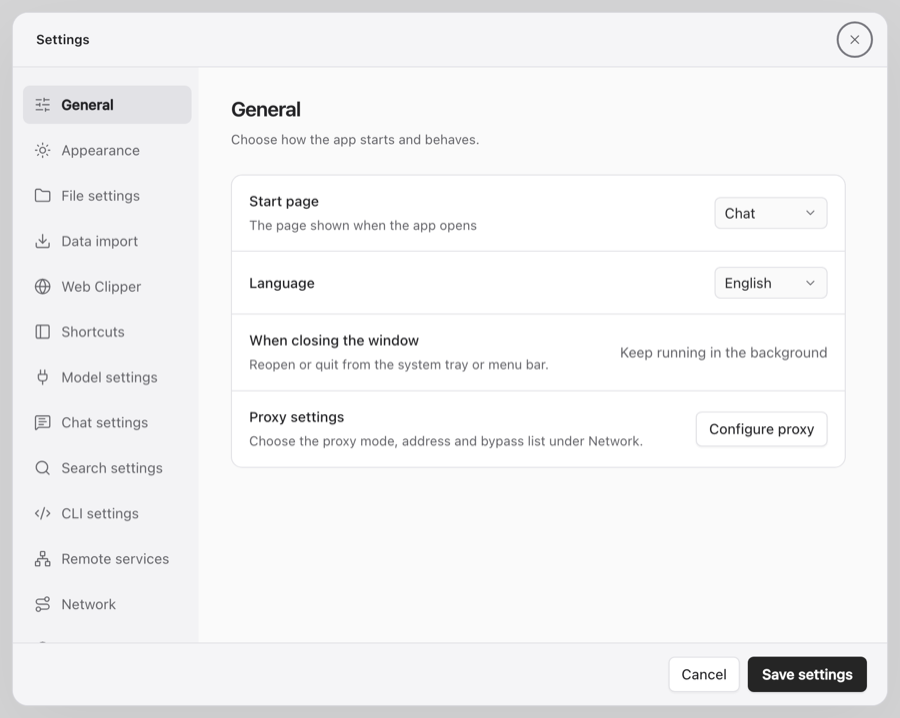 Settings
General
Appearance
File settings
Data import
Web Clipper
Shortcuts
Model settings
Chat settings
Search settings
CLI settings
Remote services
Network
General
Choose how the app starts and behaves.
Start page
The page shown when the app opens
Chat
Language
English
When closing the window
Reopen or quit from the system tray or menu bar.
Keep running in the background
Proxy settings
Choose the proxy mode, address and bypass list under Network.
Configure proxy
Cancel
Save settings